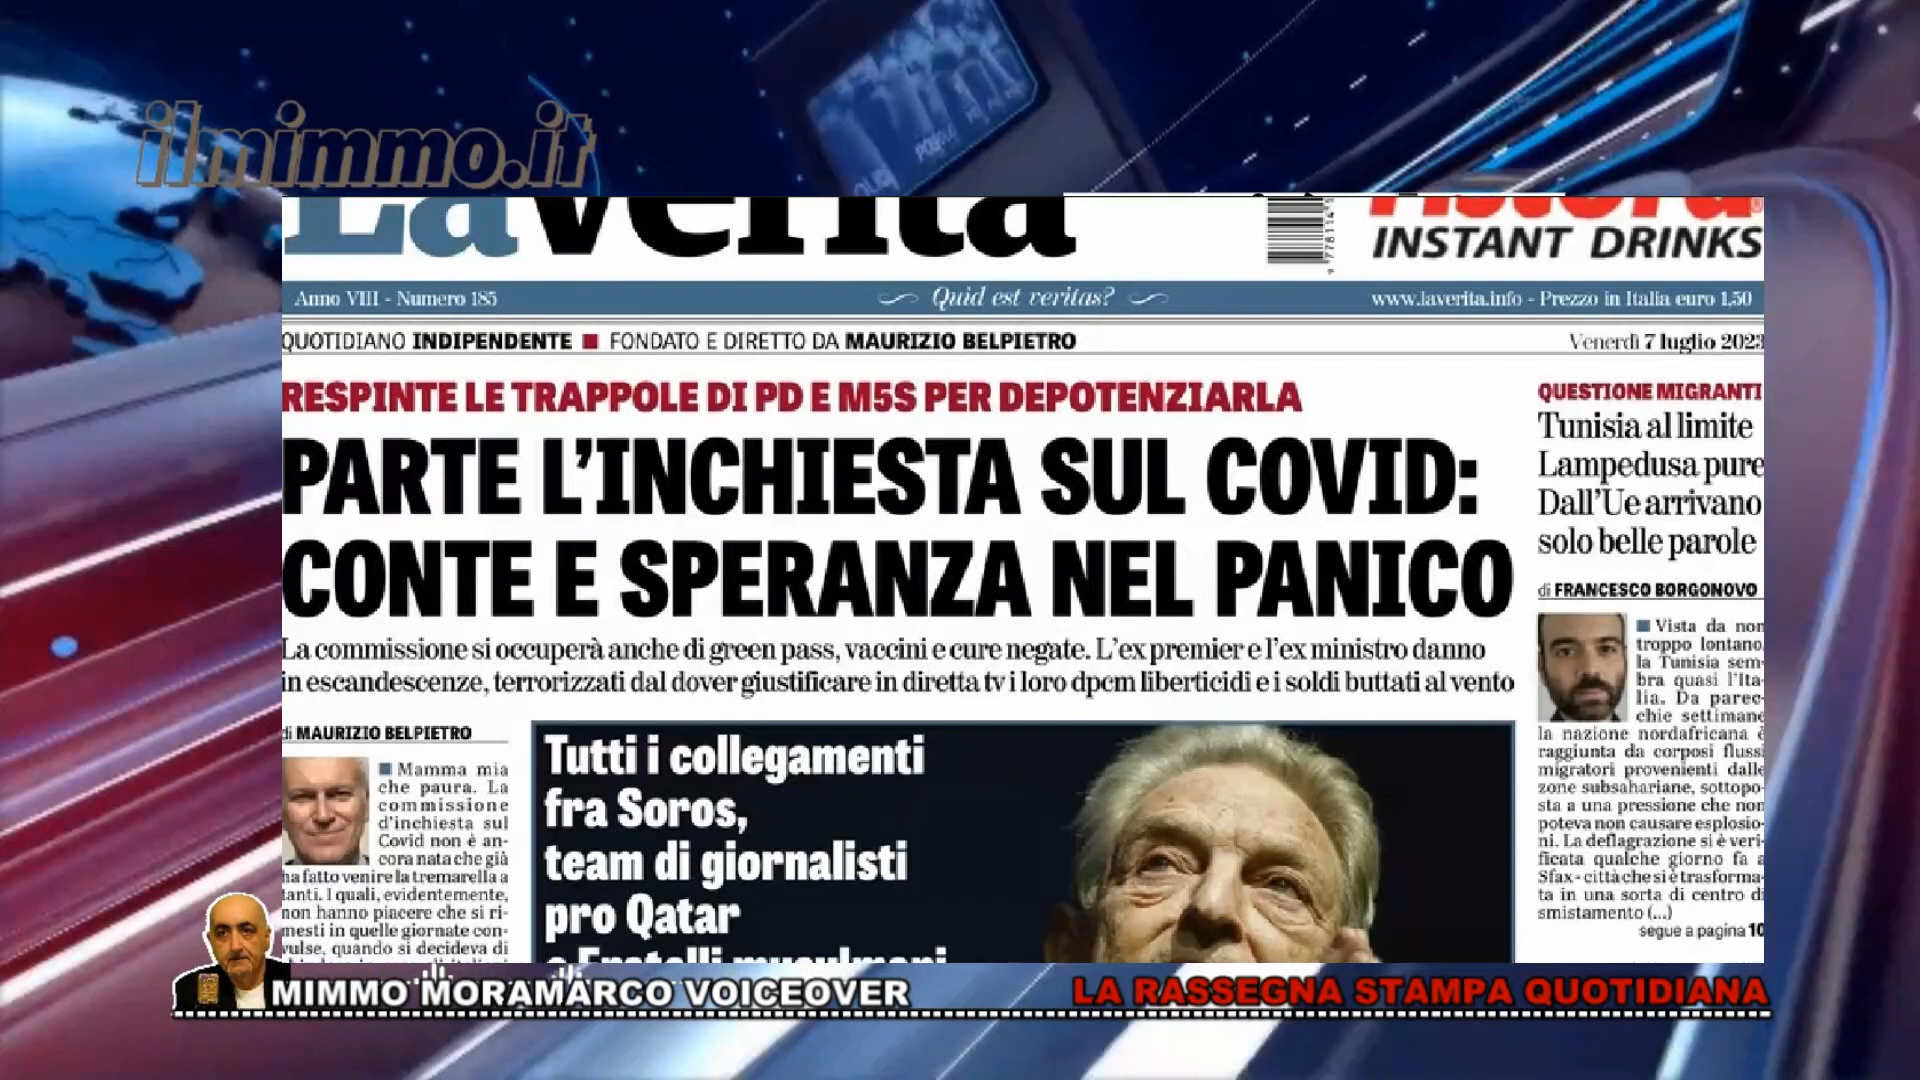 ilmimmo.it
LaVerità
INSTANT DRINKS
Anno VIII - Numero 185
Quid est veritas?
www.laverita.info - Prezzo in Italia euro 1,50
QUOTIDIANO INDIPENDENTE ■ FONDATO E DIRETTO DA MAURIZIO BELPIETRO
Venerdì 7 luglio 2023
RESPINTE LE TRAPPOLE DI PD E M5S PER DEPOTENZIARLA
PARTE L'INCHIESTA SUL COVID:
CONTE E SPERANZA NEL PANICO
La commissione si occuperà anche di green pass, vaccini e cure negate. L'ex premier e l'ex ministro danno
in escandescenze, terrorizzati dal dover giustificare in diretta tv i loro dpcm liberticidi e i soldi buttati al vento
di MAURIZIO BELPIETRO
■ Mamma mia
che paura. La
commissione
d'inchiesta sul
Covid non è an-
cora nata che già
ha fatto venire la tremarella a
tanti. I quali, evidentemente,
non hanno piacere che si ri-
mesti in quelle giornate con-
vulse, quando si decideva di
Tutti i collegamenti
fra Soros,
team di giornalisti
pro Qatar
e Fratelli musulmani
QUESTIONE MIGRANTI
Tunisia al limite
Lampedusa pure
Dall'Ue arrivano
solo belle parole
di FRANCESCO BORGONOVO
■ Vista da non
troppo lontano,
la Tunisia sem-
bra quasi l'Ita-
lia. Da parec-
chie settimane
la nazione nordafricana è
raggiunta da corposi flussi
migratori provenienti dalle
zone subsahariane, sottopo-
sta a una pressione che non
poteva non causare esplosio-
ni. La deflagrazione si è veri-
ficata qualche giorno fa a
Sfax - città che si è trasforma-
ta in una sorta di centro di
smistamento (...)
segue a pagina 10
MIMMO MORAMARCO VOICEOVER
LA RASSEGNA STAMPA QUOTIDIANA